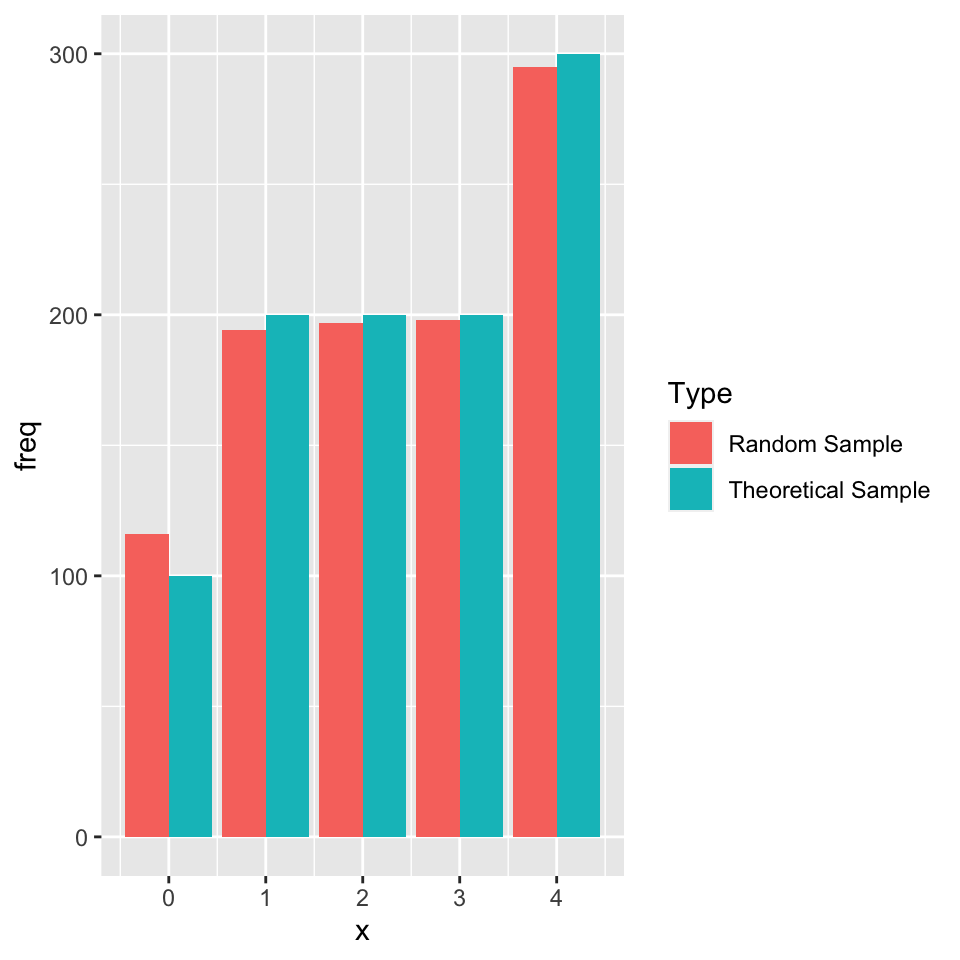 300
200
100
0
freq
0 1 2 3 4
x
Type
Random Sample
Theoretical Sample